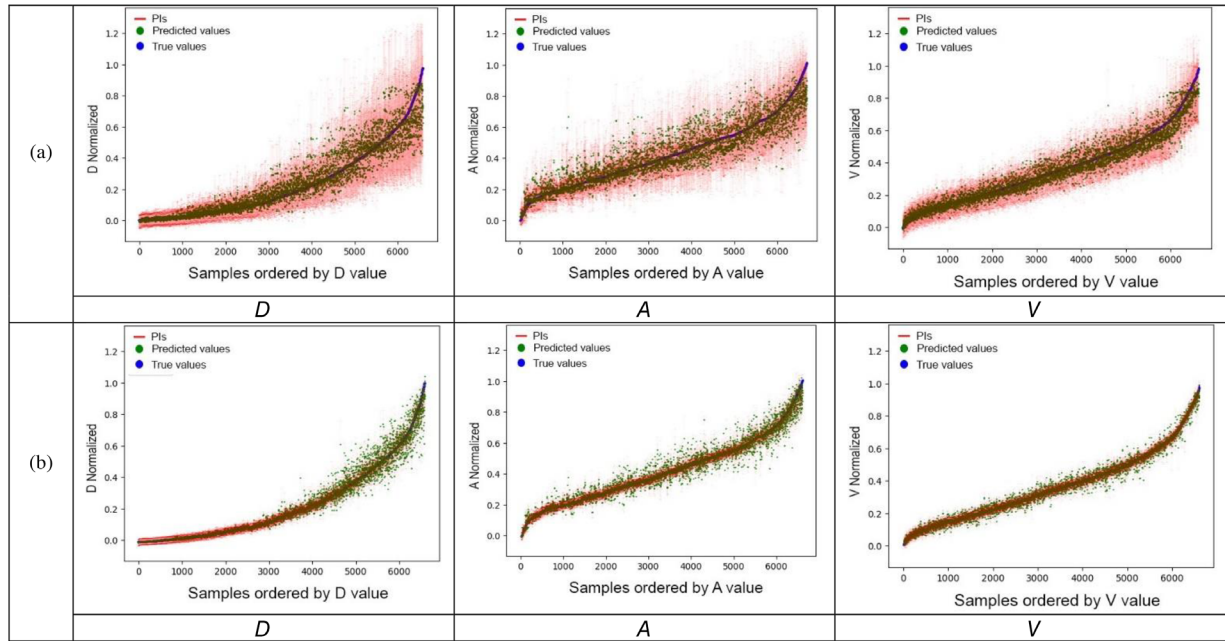 (a)
PIs
Predicted values
True values
D Normalized
1.2
1.0
0.8
0.6
0.4
0.2
0.0
0 1000 2000 3000 4000 5000 6000
Samples ordered by D value
D
PIs
Predicted values
True values
A Normalized
1.2
1.0
0.8
0.6
0.4
0.2
0.0
0 1000 2000 3000 4000 5000 6000
Samples ordered by A value
A
PIs
Predicted values
True values
V Normalized
1.2
1.0
0.8
0.6
0.4
0.2
0.0
0 1000 2000 3000 4000 5000 6000
Samples ordered by V value
V
(b)
PIs
Predicted values
True values
D Normalized
1.2
1.0
0.8
0.6
0.4
0.2
0.0
0 1000 2000 3000 4000 5000 6000
Samples ordered by D value
D
PIs
Predicted values
True values
A Normalized
1.2
1.0
0.8
0.6
0.4
0.2
0.0
0 1000 2000 3000 4000 5000 6000
Samples ordered by A value
A
PIs
Predicted values
True values
V Normalized
1.2
1.0
0.8
0.6
0.4
0.2
0.0
0 1000 2000 3000 4000 5000 6000
Samples ordered by V value
V